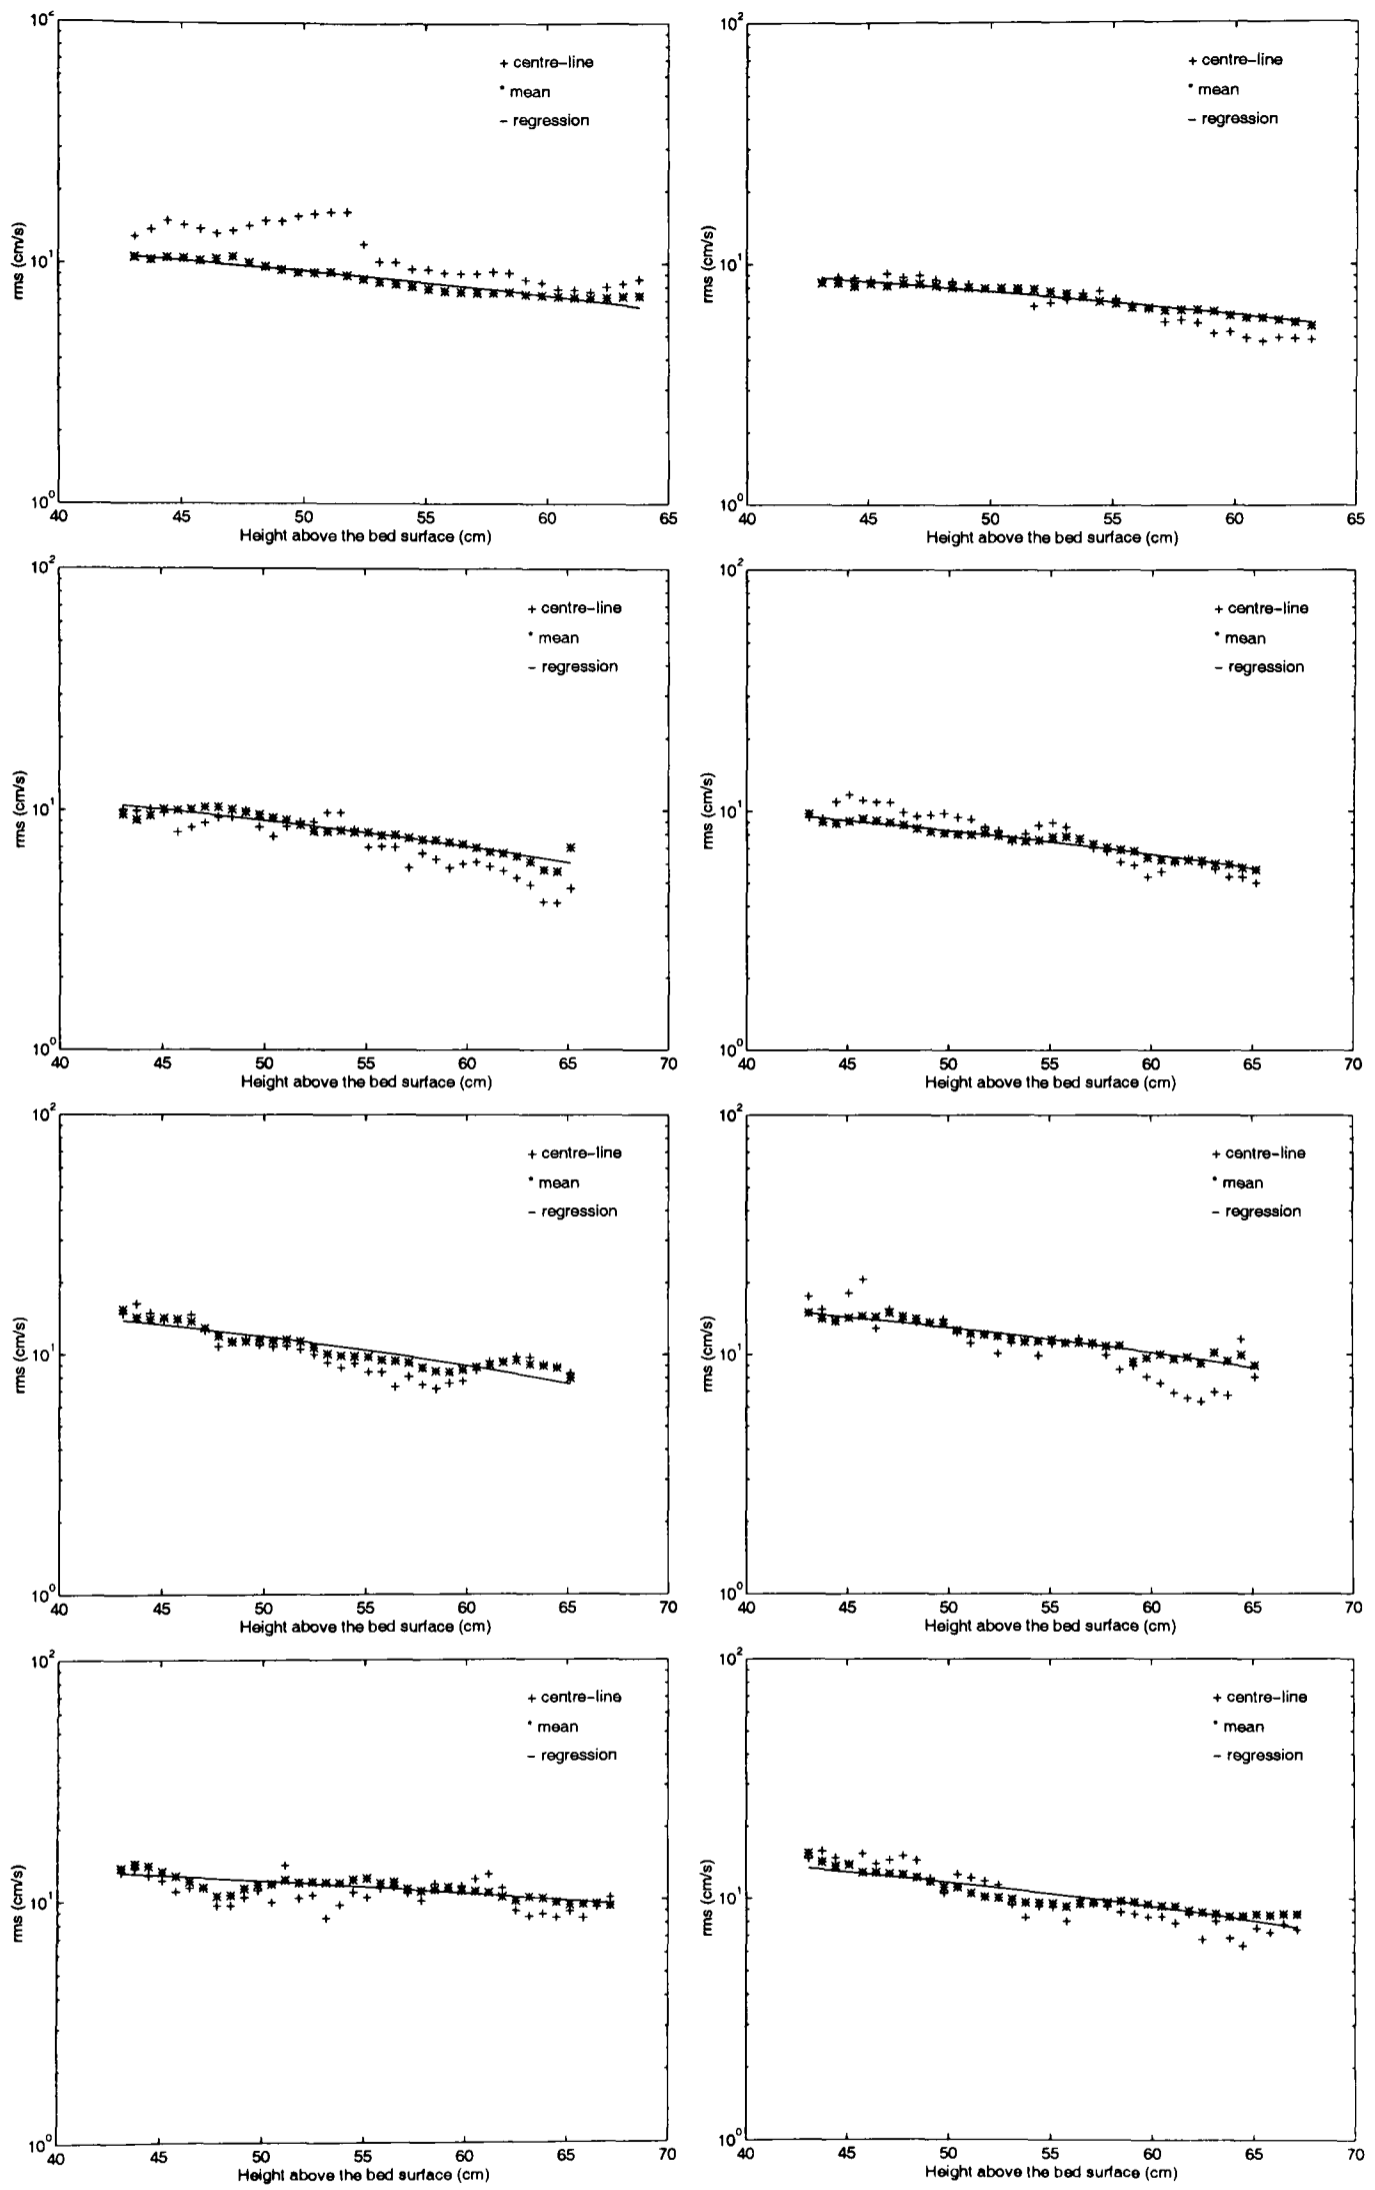 10²
+ centre-line
* mean
- regression
rms (cm/s)
10¹
10⁰
40 45 50 55 60 65
Height above the bed surface (cm)
10²
+ centre-line
* mean
- regression
rms (cm/s)
10¹
10⁰
40 45 50 55 60 65
Height above the bed surface (cm)
10²
+ centre-line
* mean
- regression
rms (cm/s)
10¹
10⁰
40 45 50 55 60 65 70
Height above the bed surface (cm)
10²
+ centre-line
* mean
- regression
rms (cm/s)
10¹
10⁰
40 45 50 55 60 65 70
Height above the bed surface (cm)
10²
+ centre-line
* mean
- regression
rms (cm/s)
10¹
10⁰
40 45 50 55 60 65 70
Height above the bed surface (cm)
10²
+ centre-line
* mean
- regression
rms (cm/s)
10¹
10⁰
40 45 50 55 60 65 70
Height above the bed surface (cm)
10²
+ centre-line
* mean
- regression
rms (cm/s)
10¹
10⁰
40 45 50 55 60 65 70
Height above the bed surface (cm)
10²
+ centre-line
* mean
- regression
rms (cm/s)
10¹
10⁰
40 45 50 55 60 65 70
Height above the bed surface (cm)